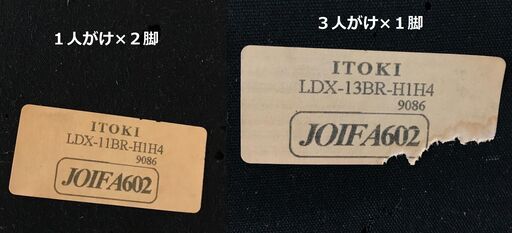 １人がけ×２脚
ITOKI
LDX-11BR-H1H4
9086
JOIFA602
３人がけ×１脚
ITOKI
LDX-13BR-H1H4
9086
JOIFA602